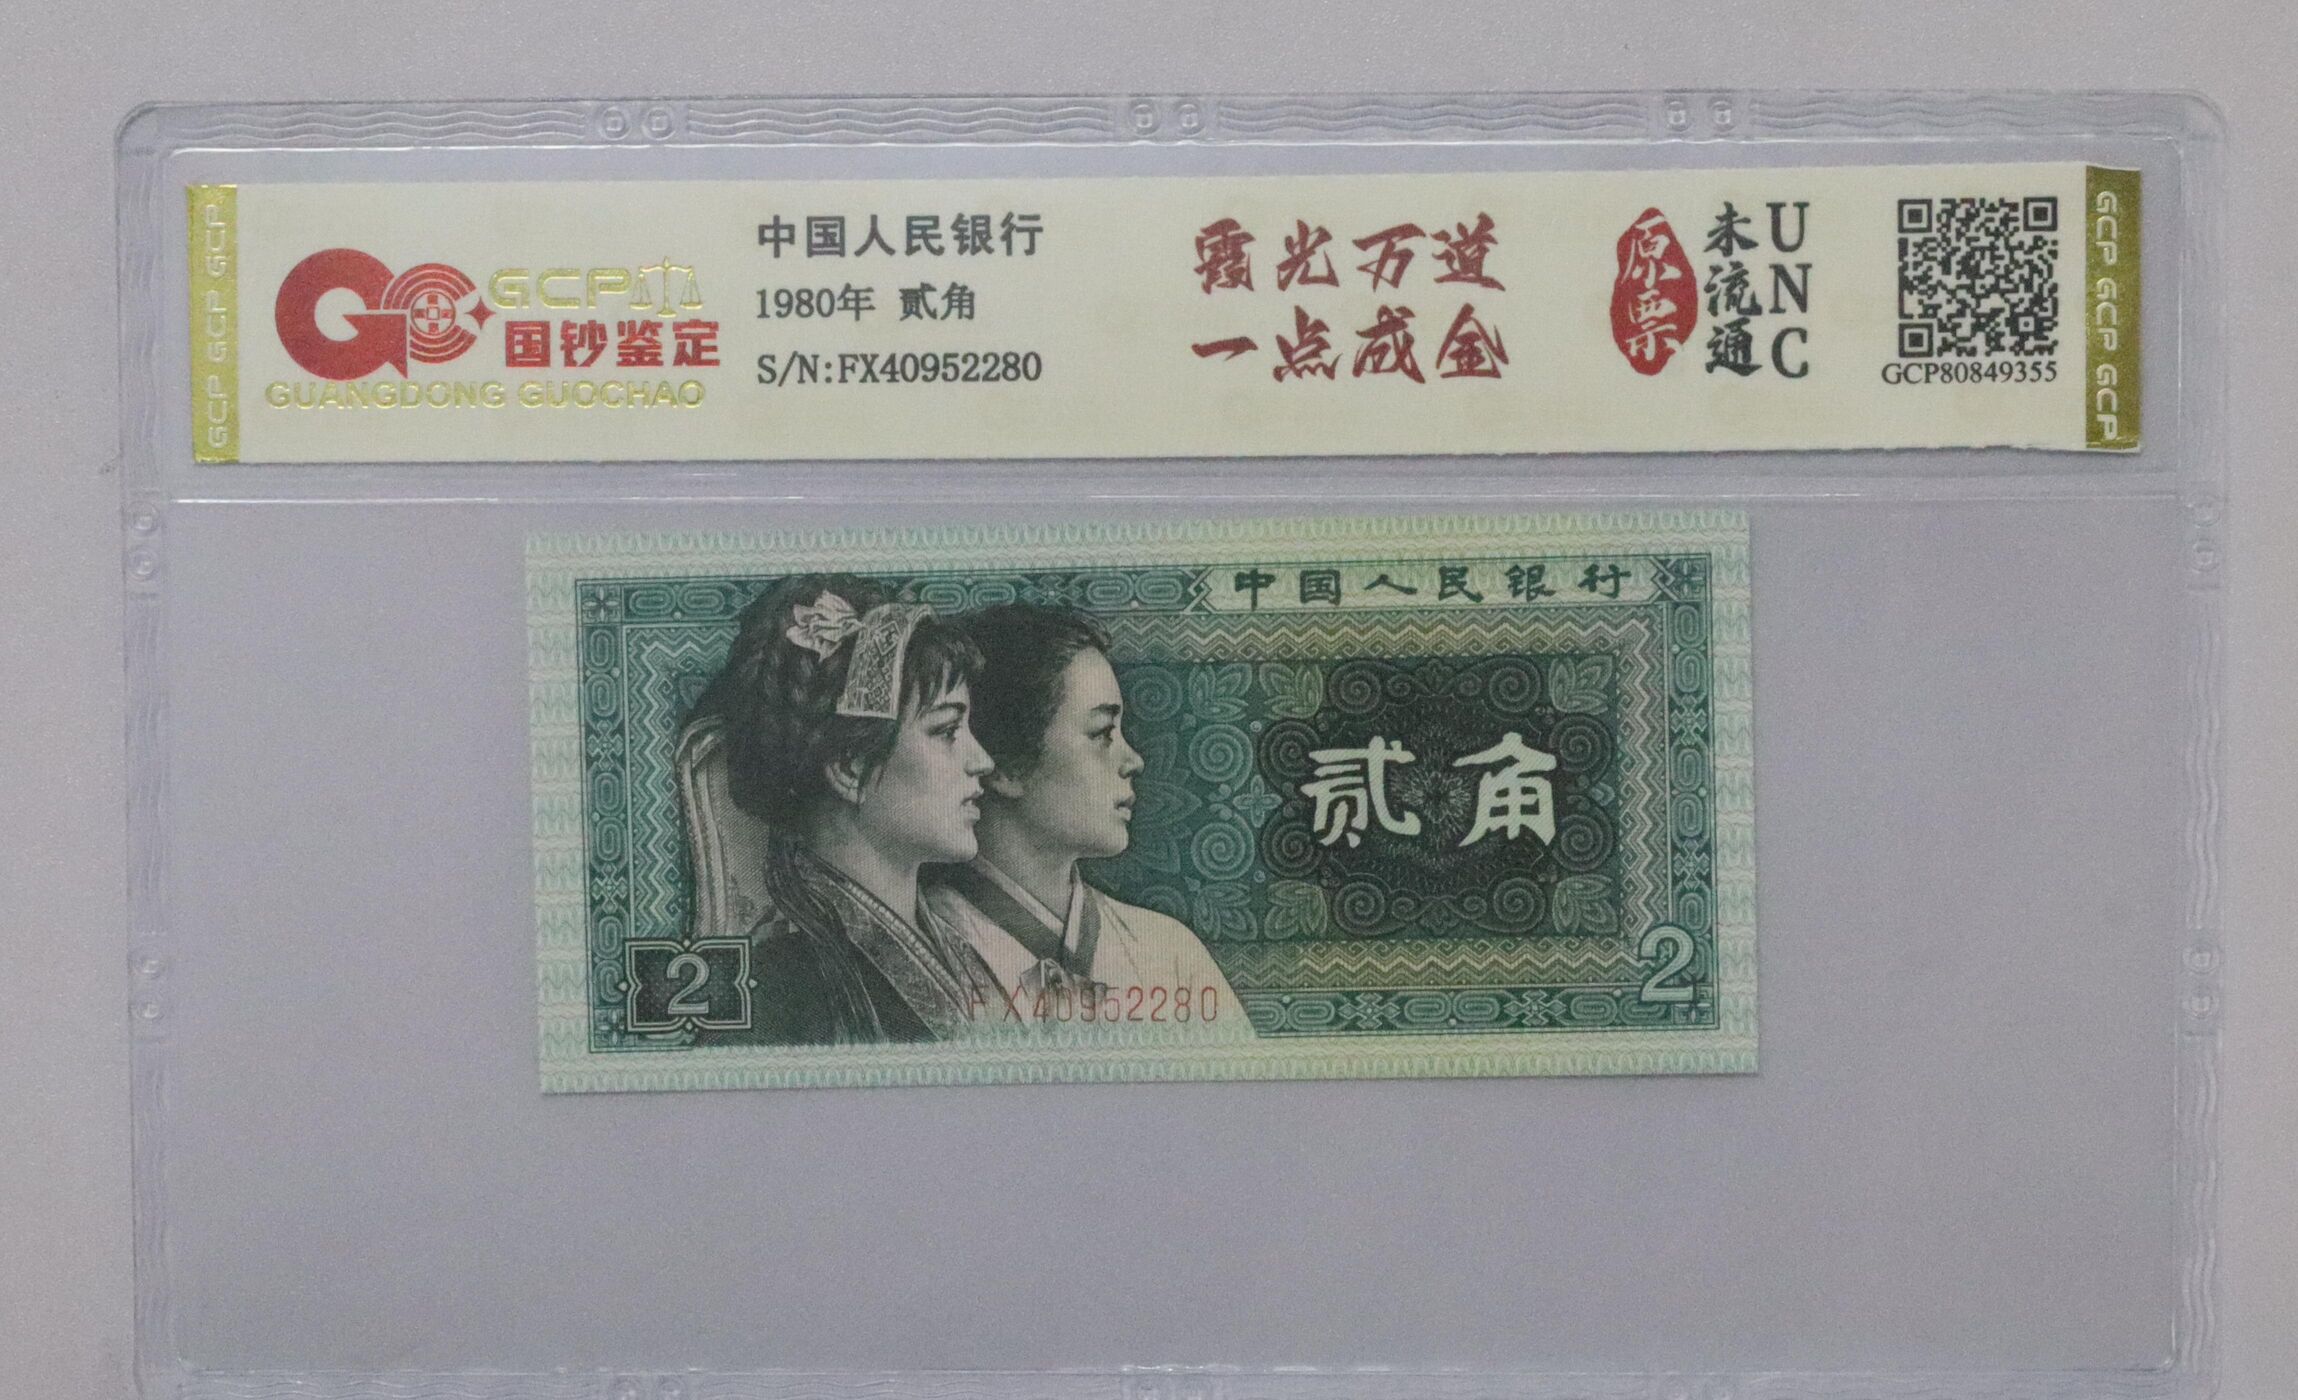 GCP GCP GCP
GCP
国钞鉴定
GUANGDONG GUOCHAO
中国人民银行
1980年 贰角
S/N:FX40952280
霞光万道
一点成金
原票
未流通
UNC
GCP80849355
GCP GCP GCP
中国人民银行
贰角
2
FX40952280
2